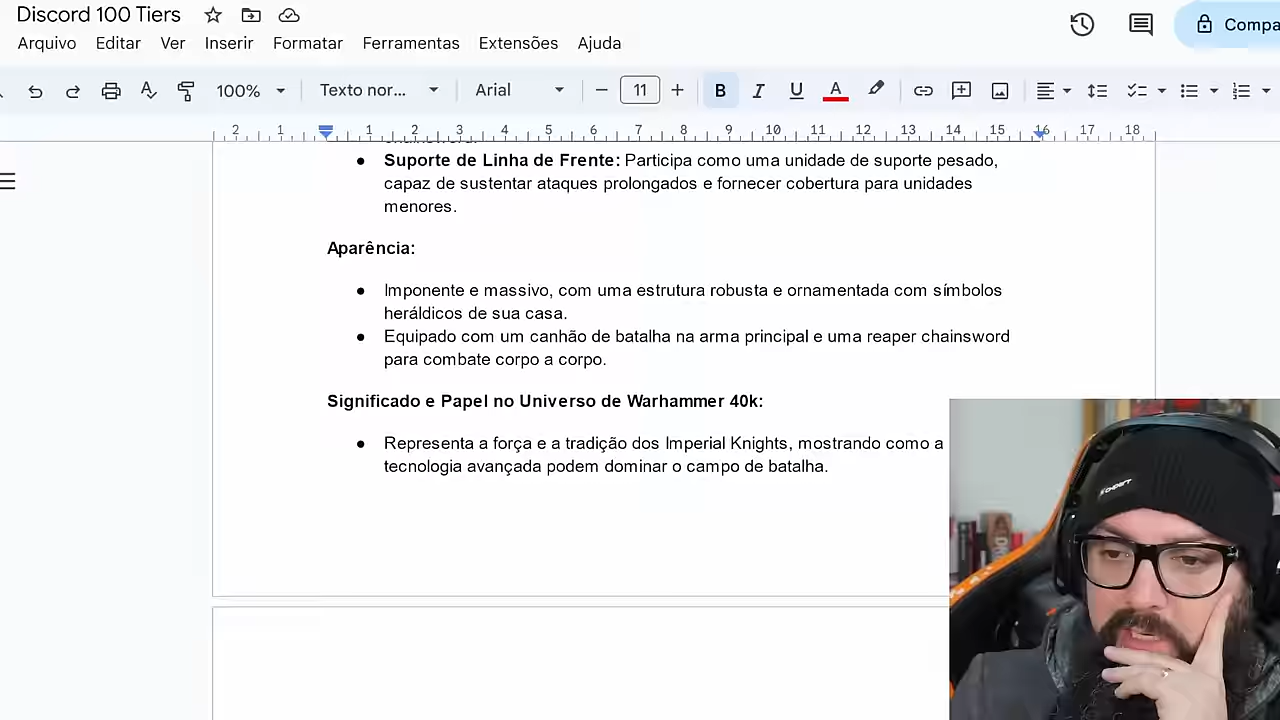 Discord 100 Tiers
Arquivo Editar Ver Inserir Formatar Ferramentas Extensões Ajuda
100% Texto nor... Arial 11 B I U A
2 1 1 2 3 4 5 6 7 8 9 10 11 12 13 14 15 16 17 18
● Suporte de Linha de Frente: Participa como uma unidade de suporte pesado,
capaz de sustentar ataques prolongados e fornecer cobertura para unidades
menores.
Aparência:
● Imponente e massivo, com uma estrutura robusta e ornamentada com símbolos
heráldicos de sua casa.
● Equipado com um canhão de batalha na arma principal e uma reaper chainsword
para combate corpo a corpo.
Significado e Papel no Universo de Warhammer 40k:
● Representa a força e a tradição dos Imperial Knights, mostrando como a
tecnologia avançada podem dominar o campo de batalha.